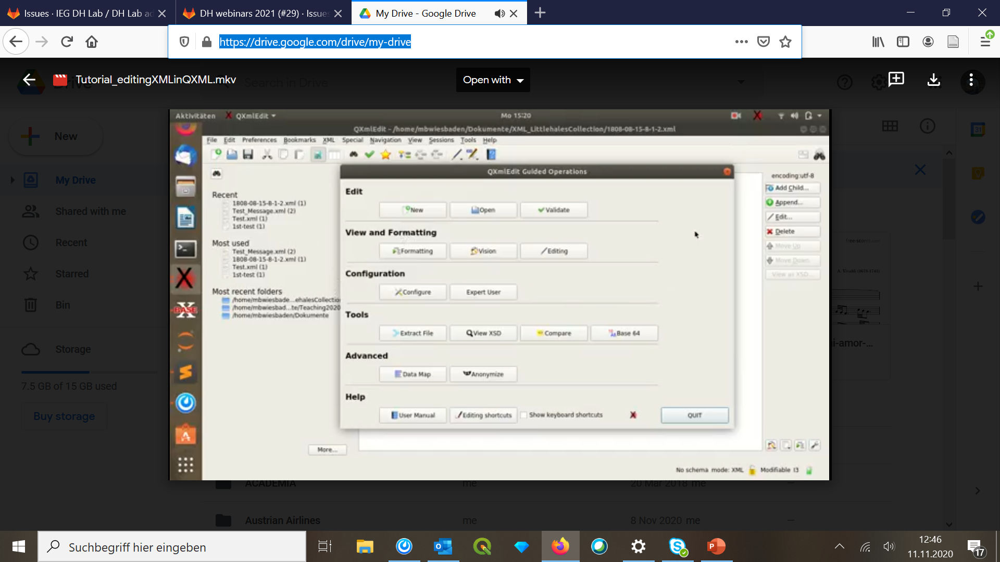 Issues · IEG DH Lab / DH Lab ad
DH webinars 2021 (#29) · Issues
My Drive - Google Drive
https://drive.google.com/drive/my-drive
Tutorial_editingXMLinQXML.mkv
Search in Drive
Open with
New
My Drive
Shared with me
Recent
Starred
Bin
Storage
7.5 GB of 15 GB used
Buy storage
Aktivitäten
QXmlEdit
Mo 15:20
QXmlEdit - /home/mbwiesbaden/Dokumente/XML_LittlehalesCollection/1808-08-15-8-1-2.xml
File Edit Preferences Bookmarks XML Special Navigation View Sessions Tools Help
Recent
1808-08-15-8-1-2.xml (1)
Test_Message.xml (2)
Test.xml (1)
1st-test (1)
Most used
Test_Message.xml (2)
1808-08-15-8-1-2.xml (1)
Test.xml (1)
1st-test (1)
Most recent folders
/home/mbwiesbade...ehalesCollectio
/home/mbwiesbad...te/Teaching2020
/home/mbwiesbaden/Dokumente
More...
QXmlEdit Guided Operations
Edit
New Open Validate
View and Formatting
Formatting Vision Editing
Configuration
Configure Expert User
Tools
Extract File View XSD Compare Base 64
Advanced
Data Map Anonymize
Help
User Manual Editing shortcuts Show keyboard shortcuts QUIT
encoding:utf-8
Add Child...
Append...
Edit...
Delete
Move Up
Move Down
View as XSD...
No schema mode: XML Modifiable I3
BASE
31
A. Vivaldi (1678-1741)
i-amor-...
ACADEMIA me 20 Mar 2018 me —
Austrian Airlines me 8 Nov 2020 me —
Suchbegriff hier eingeben
12:46
11.11.2020
17